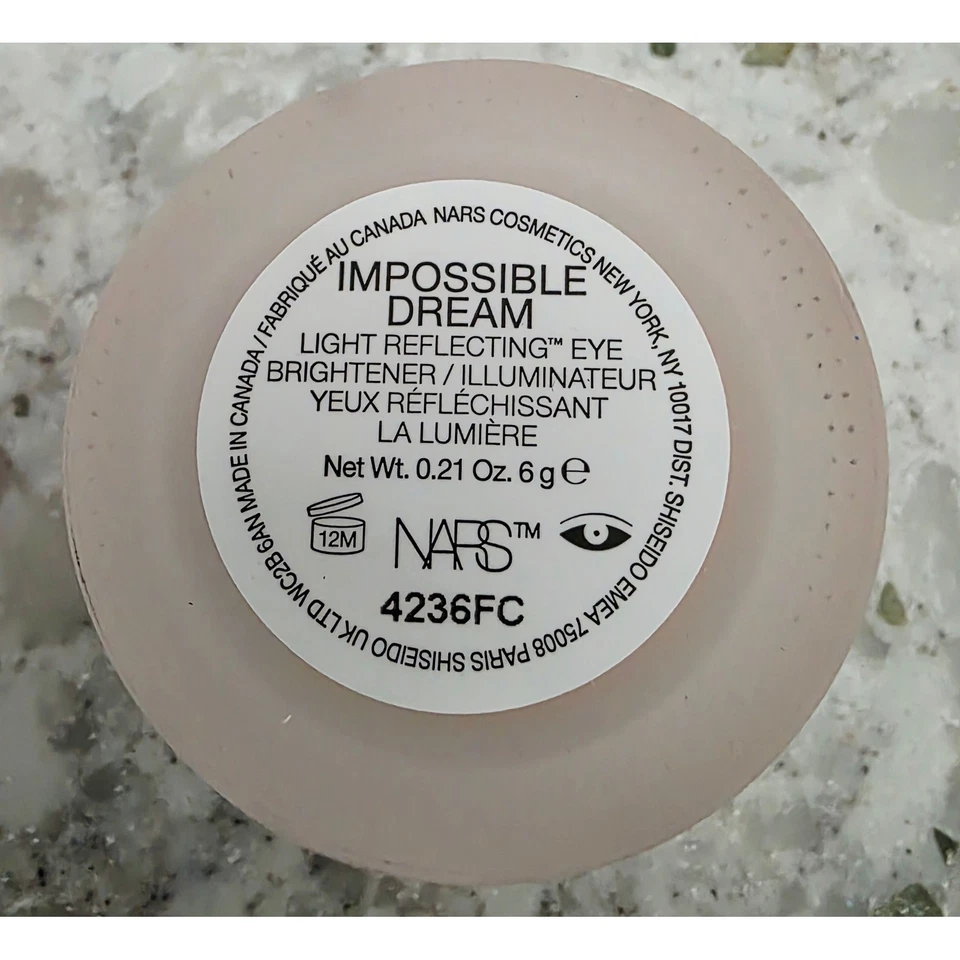 MADE IN CANADA / FABRIQUÉ AU CANADA NARS COSMETICS NEW YORK, NY 10017 DIST. SHISEIDO EMEA 75008 PARIS SHISEIDO UK LTD WC2B 6AN
IMPOSSIBLE
DREAM
LIGHT REFLECTING™ EYE
BRIGHTENER / ILLUMINATEUR
YEUX RÉFLÉCHISSANT
LA LUMIÈRE
Net Wt. 0.21 Oz. 6 g ℮
12M NARS™
4236FC